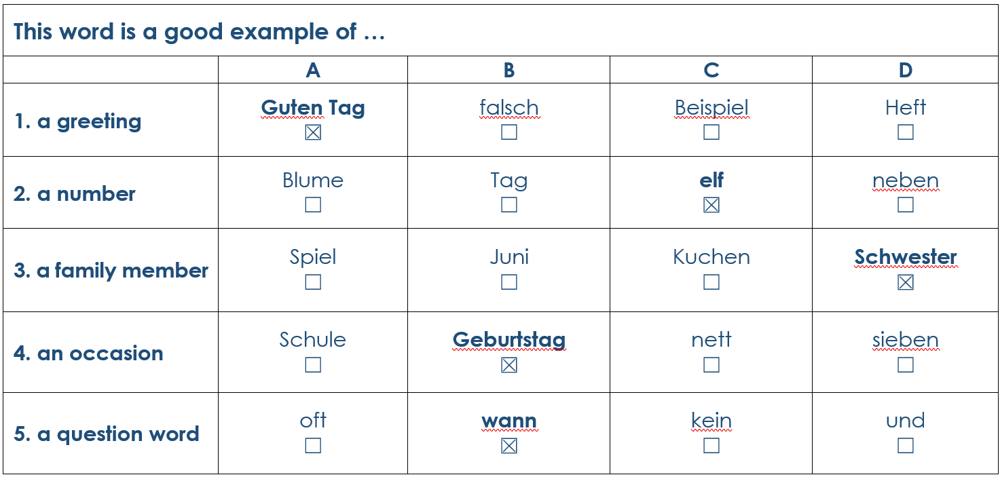 This word is a good example of …
A B C D
1. a greeting
Guten Tag ☒
falsch ☐
Beispiel ☐
Heft ☐
2. a number
Blume ☐
Tag ☐
elf ☒
neben ☐
3. a family member
Spiel ☐
Juni ☐
Kuchen ☐
Schwester ☒
4. an occasion
Schule ☐
Geburtstag ☒
nett ☐
sieben ☐
5. a question word
oft ☐
wann ☒
kein ☐
und ☐